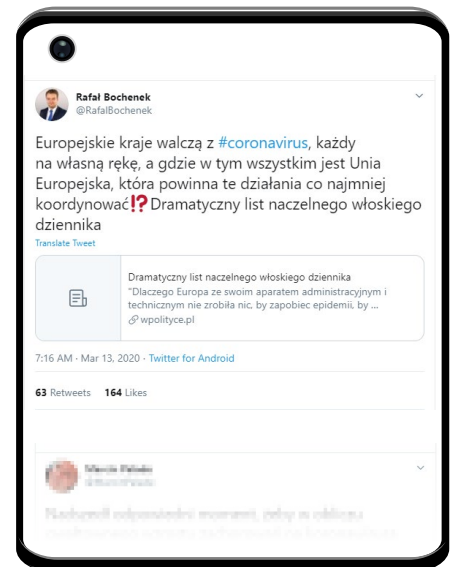 Rafał Bochenek
@RafalBochenek
Europejskie kraje walczą z #coronavirus, każdy
na własną rękę, a gdzie w tym wszystkim jest Unia
Europejska, która powinna te działania co najmniej
koordynować⁉️Dramatyczny list naczelnego włoskiego
dziennika
Translate Tweet
Dramatyczny list naczelnego włoskiego dziennika
"Dlaczego Europa ze swoim aparatem administracyjnym i
technicznym nie zrobiła nic, by zapobiec epidemii, by ...
wpolityce.pl
7:16 AM · Mar 13, 2020 · Twitter for Android
63 Retweets 164 Likes